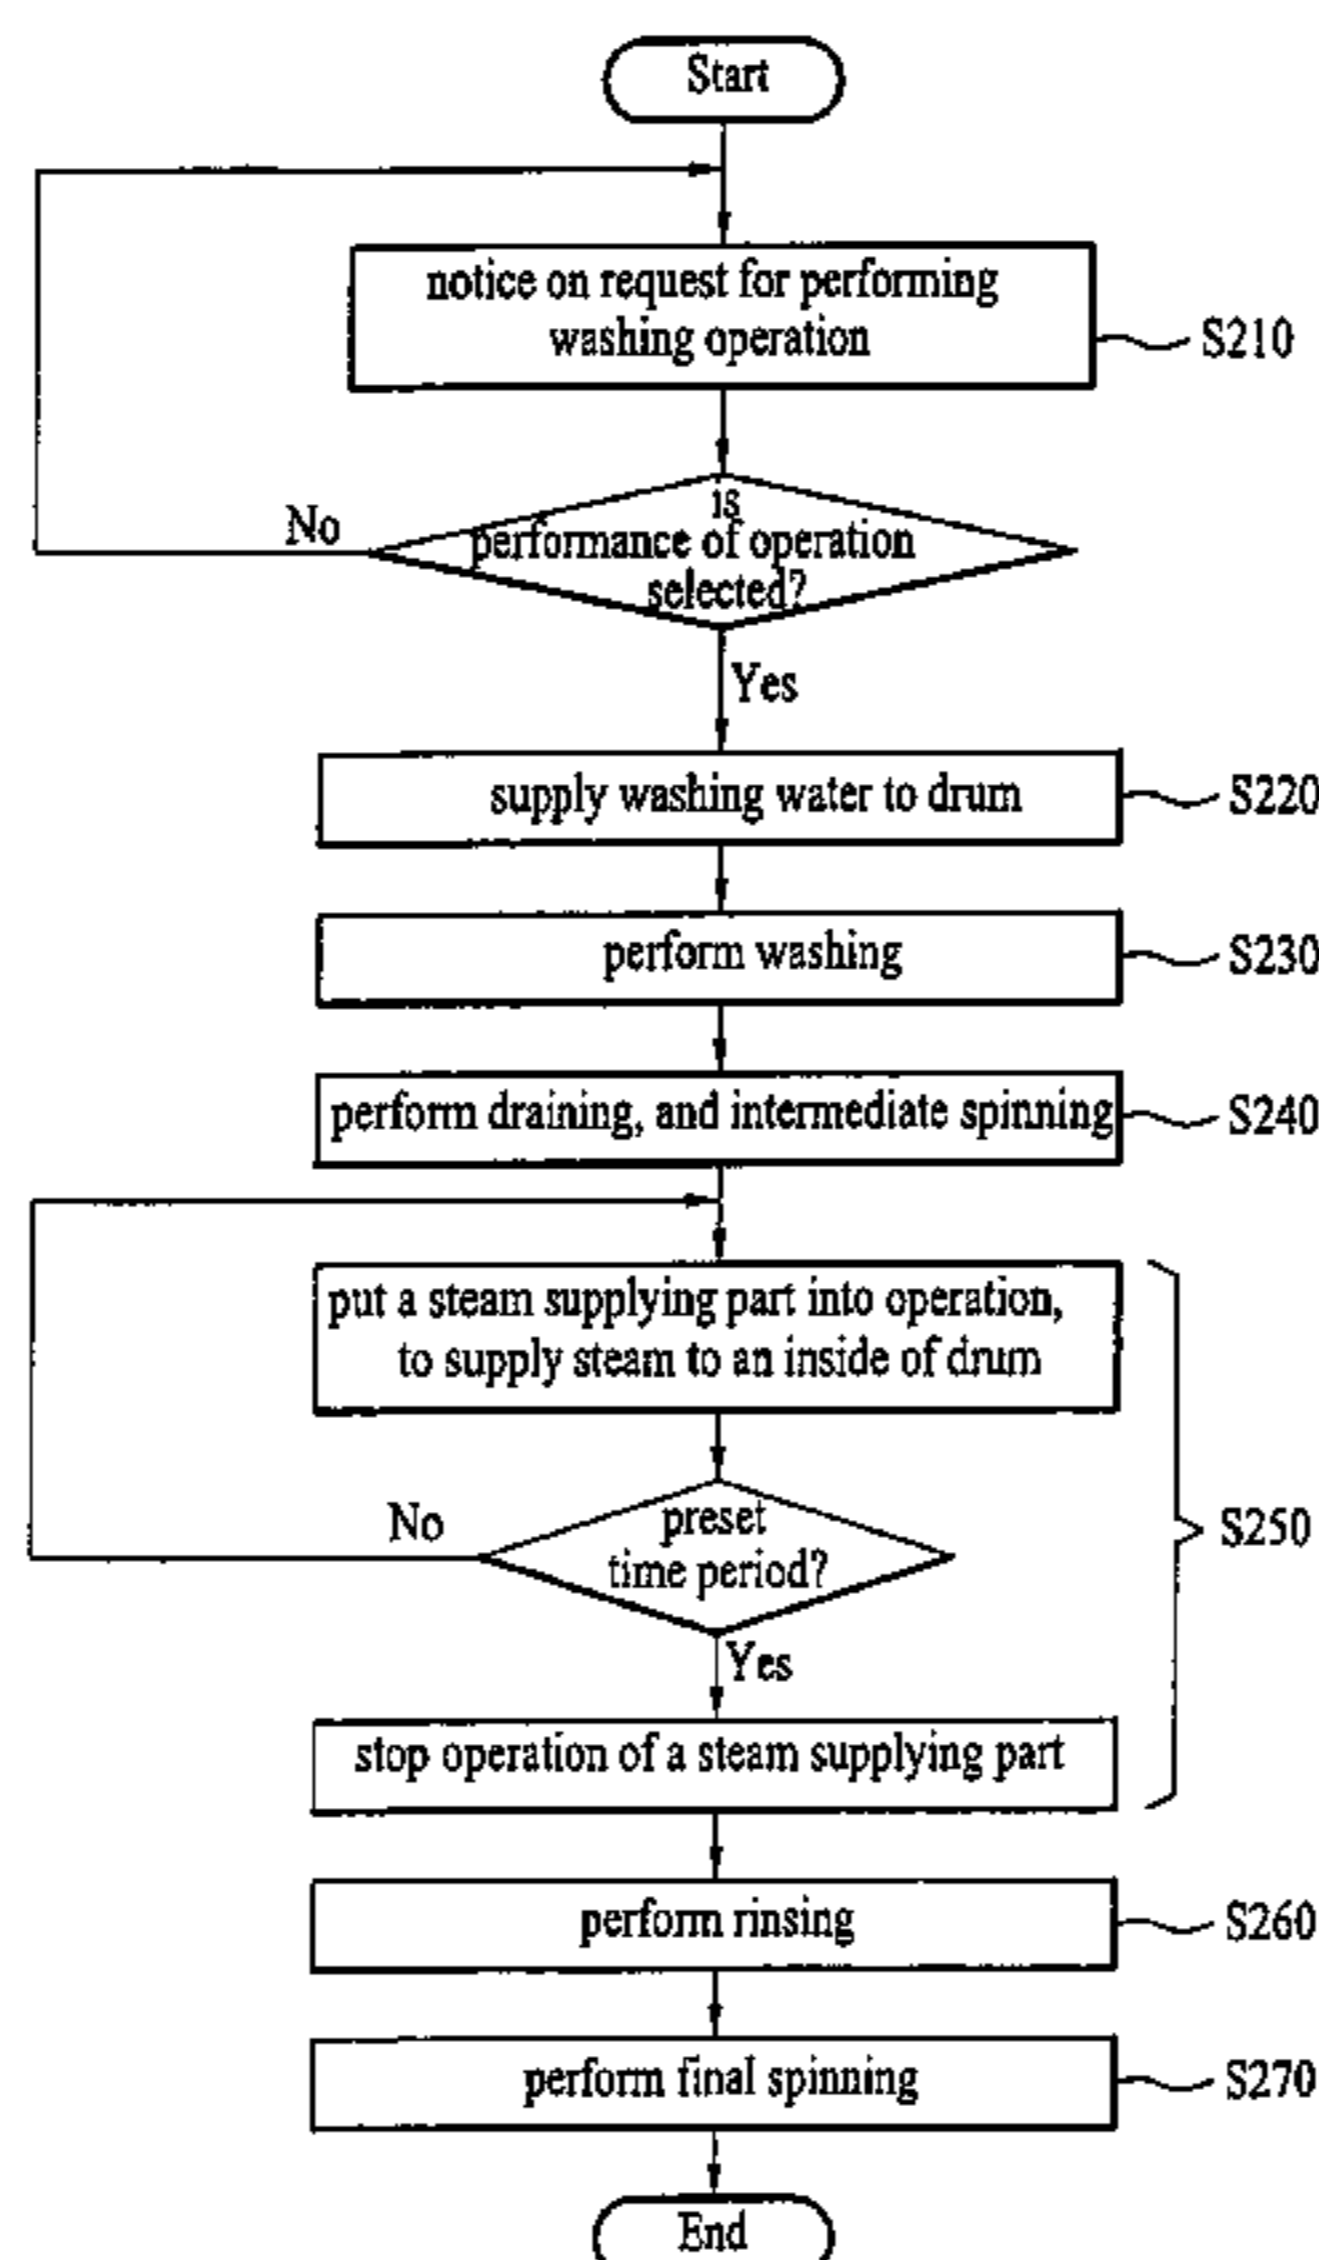 Start
notice on request for performing
washing operation
S210
is
performance of operation
selected?
No
Yes
supply washing water to drum
S220
perform washing
S230
perform draining, and intermediate spinning
S240
put a steam supplying part into operation,
to supply steam to an inside of drum
preset
time period?
No
S250
Yes
stop operation of a steam supplying part
perform rinsing
S260
perform final spinning
S270
End